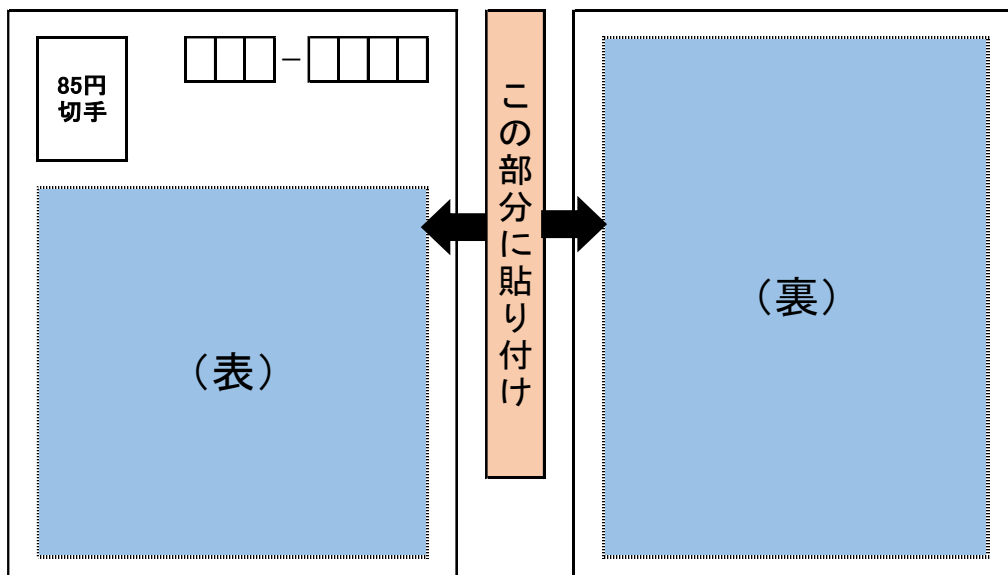 85円
切手
－
この部分に貼り付け
（表）
（裏）